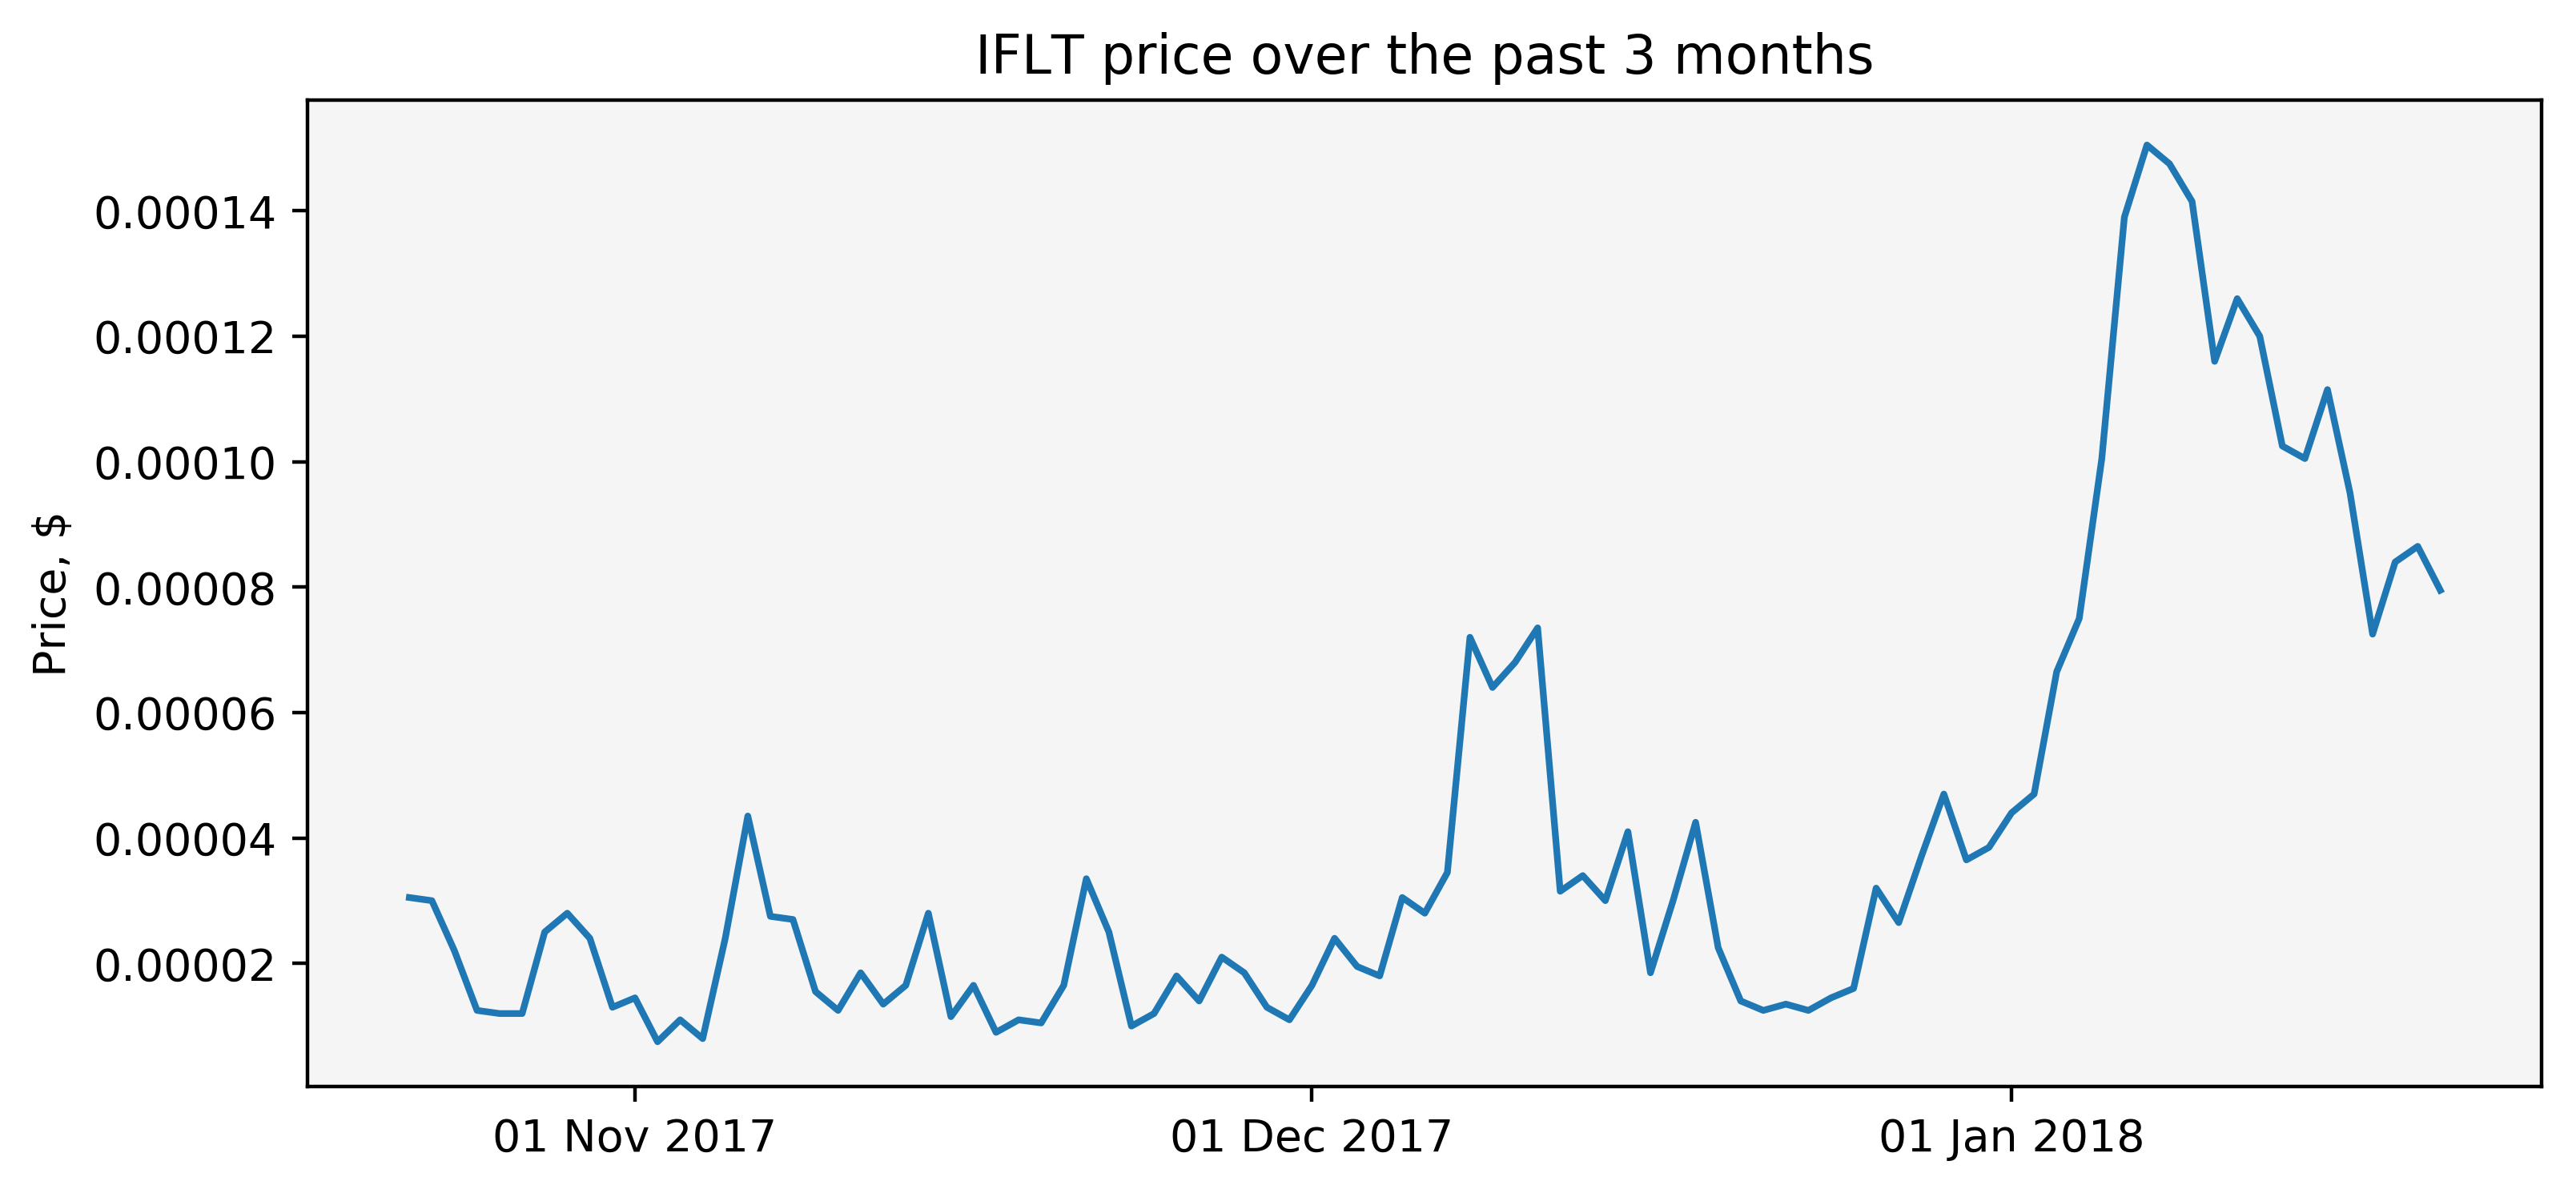 IFLT price over the past 3 months
Price, $
0.00014
0.00012
0.00010
0.00008
0.00006
0.00004
0.00002
01 Nov 2017
01 Dec 2017
01 Jan 2018